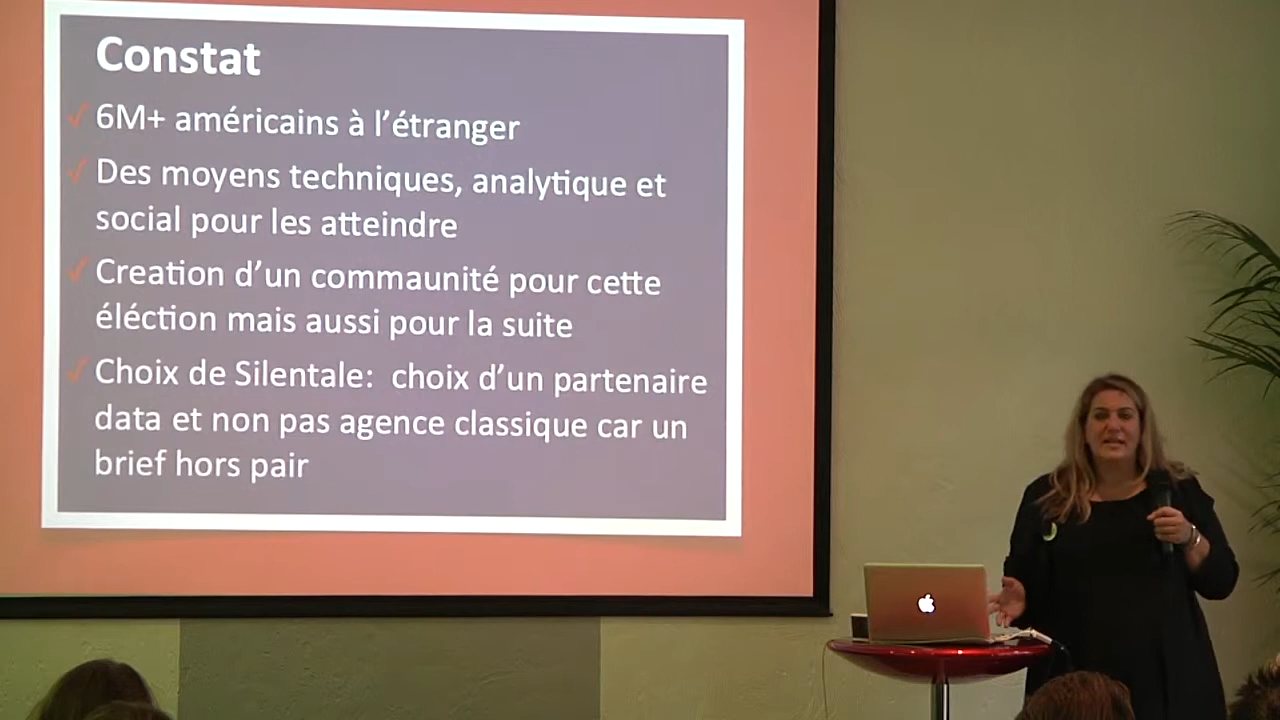 Constat
✓ 6M+ américains à l'étranger
✓ Des moyens techniques, analytique et
social pour les atteindre
✓ Creation d'un commaunité pour cette
éléction mais aussi pour la suite
✓ Choix de Silentale: choix d'un partenaire
data et non pas agence classique car un
brief hors pair